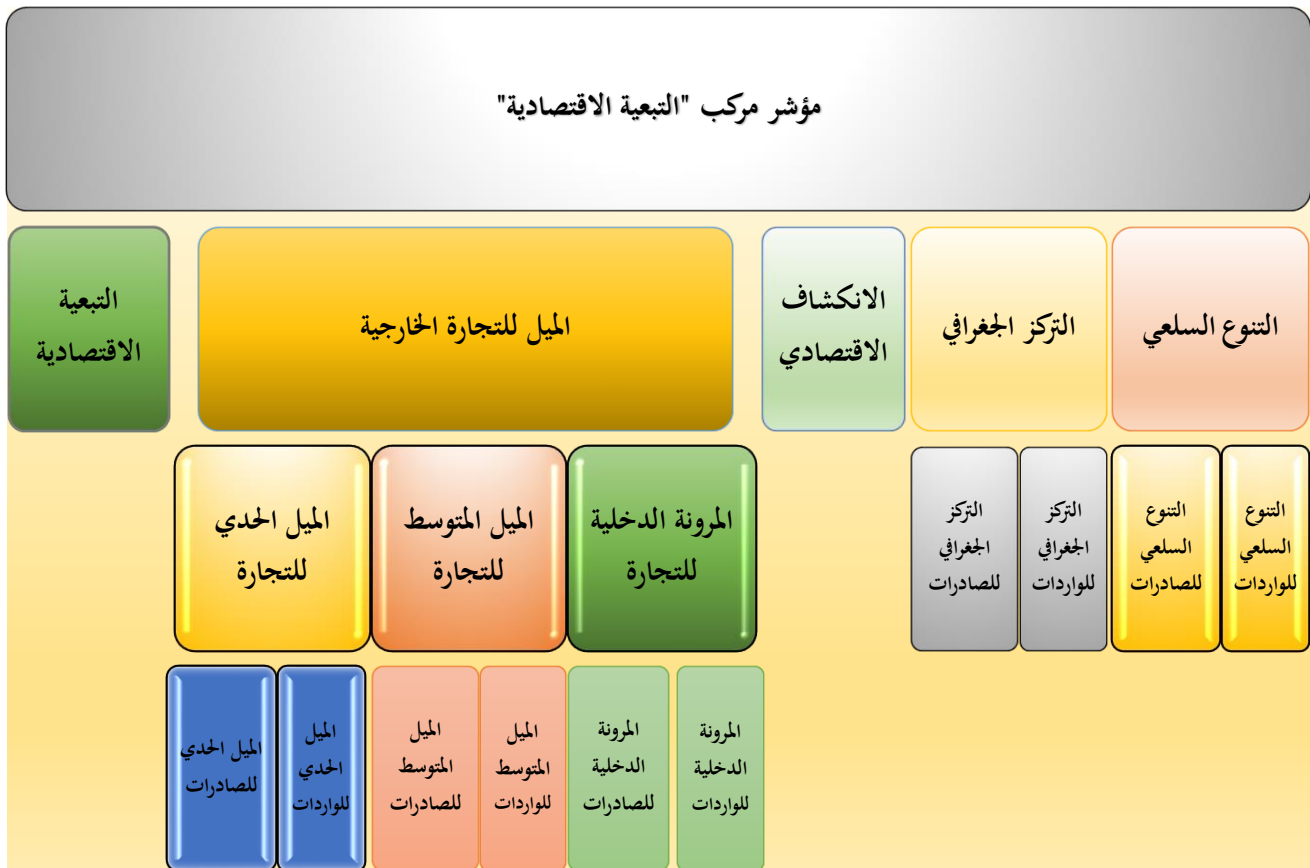 مؤشر مركب "التبعية الاقتصادية"
التنوع السلعي
التركز الجغرافي
الانكشاف
الاقتصادي
الميل للتجارة الخارجية
التبعية
الاقتصادية
التنوع
السلعي
للواردات
التنوع
السلعي
للصادرات
التركز
الجغرافي
للواردات
التركز
الجغرافي
للصادرات
المرونة الدخلية
للتجارة
الميل المتوسط
للتجارة
الميل الحدي
للتجارة
المرونة
الدخلية
للواردات
المرونة
الدخلية
للصادرات
الميل
المتوسط
للواردات
الميل
المتوسط
للصادرات
الميل
الحدي
للواردات
الميل الحدي
للصادرات